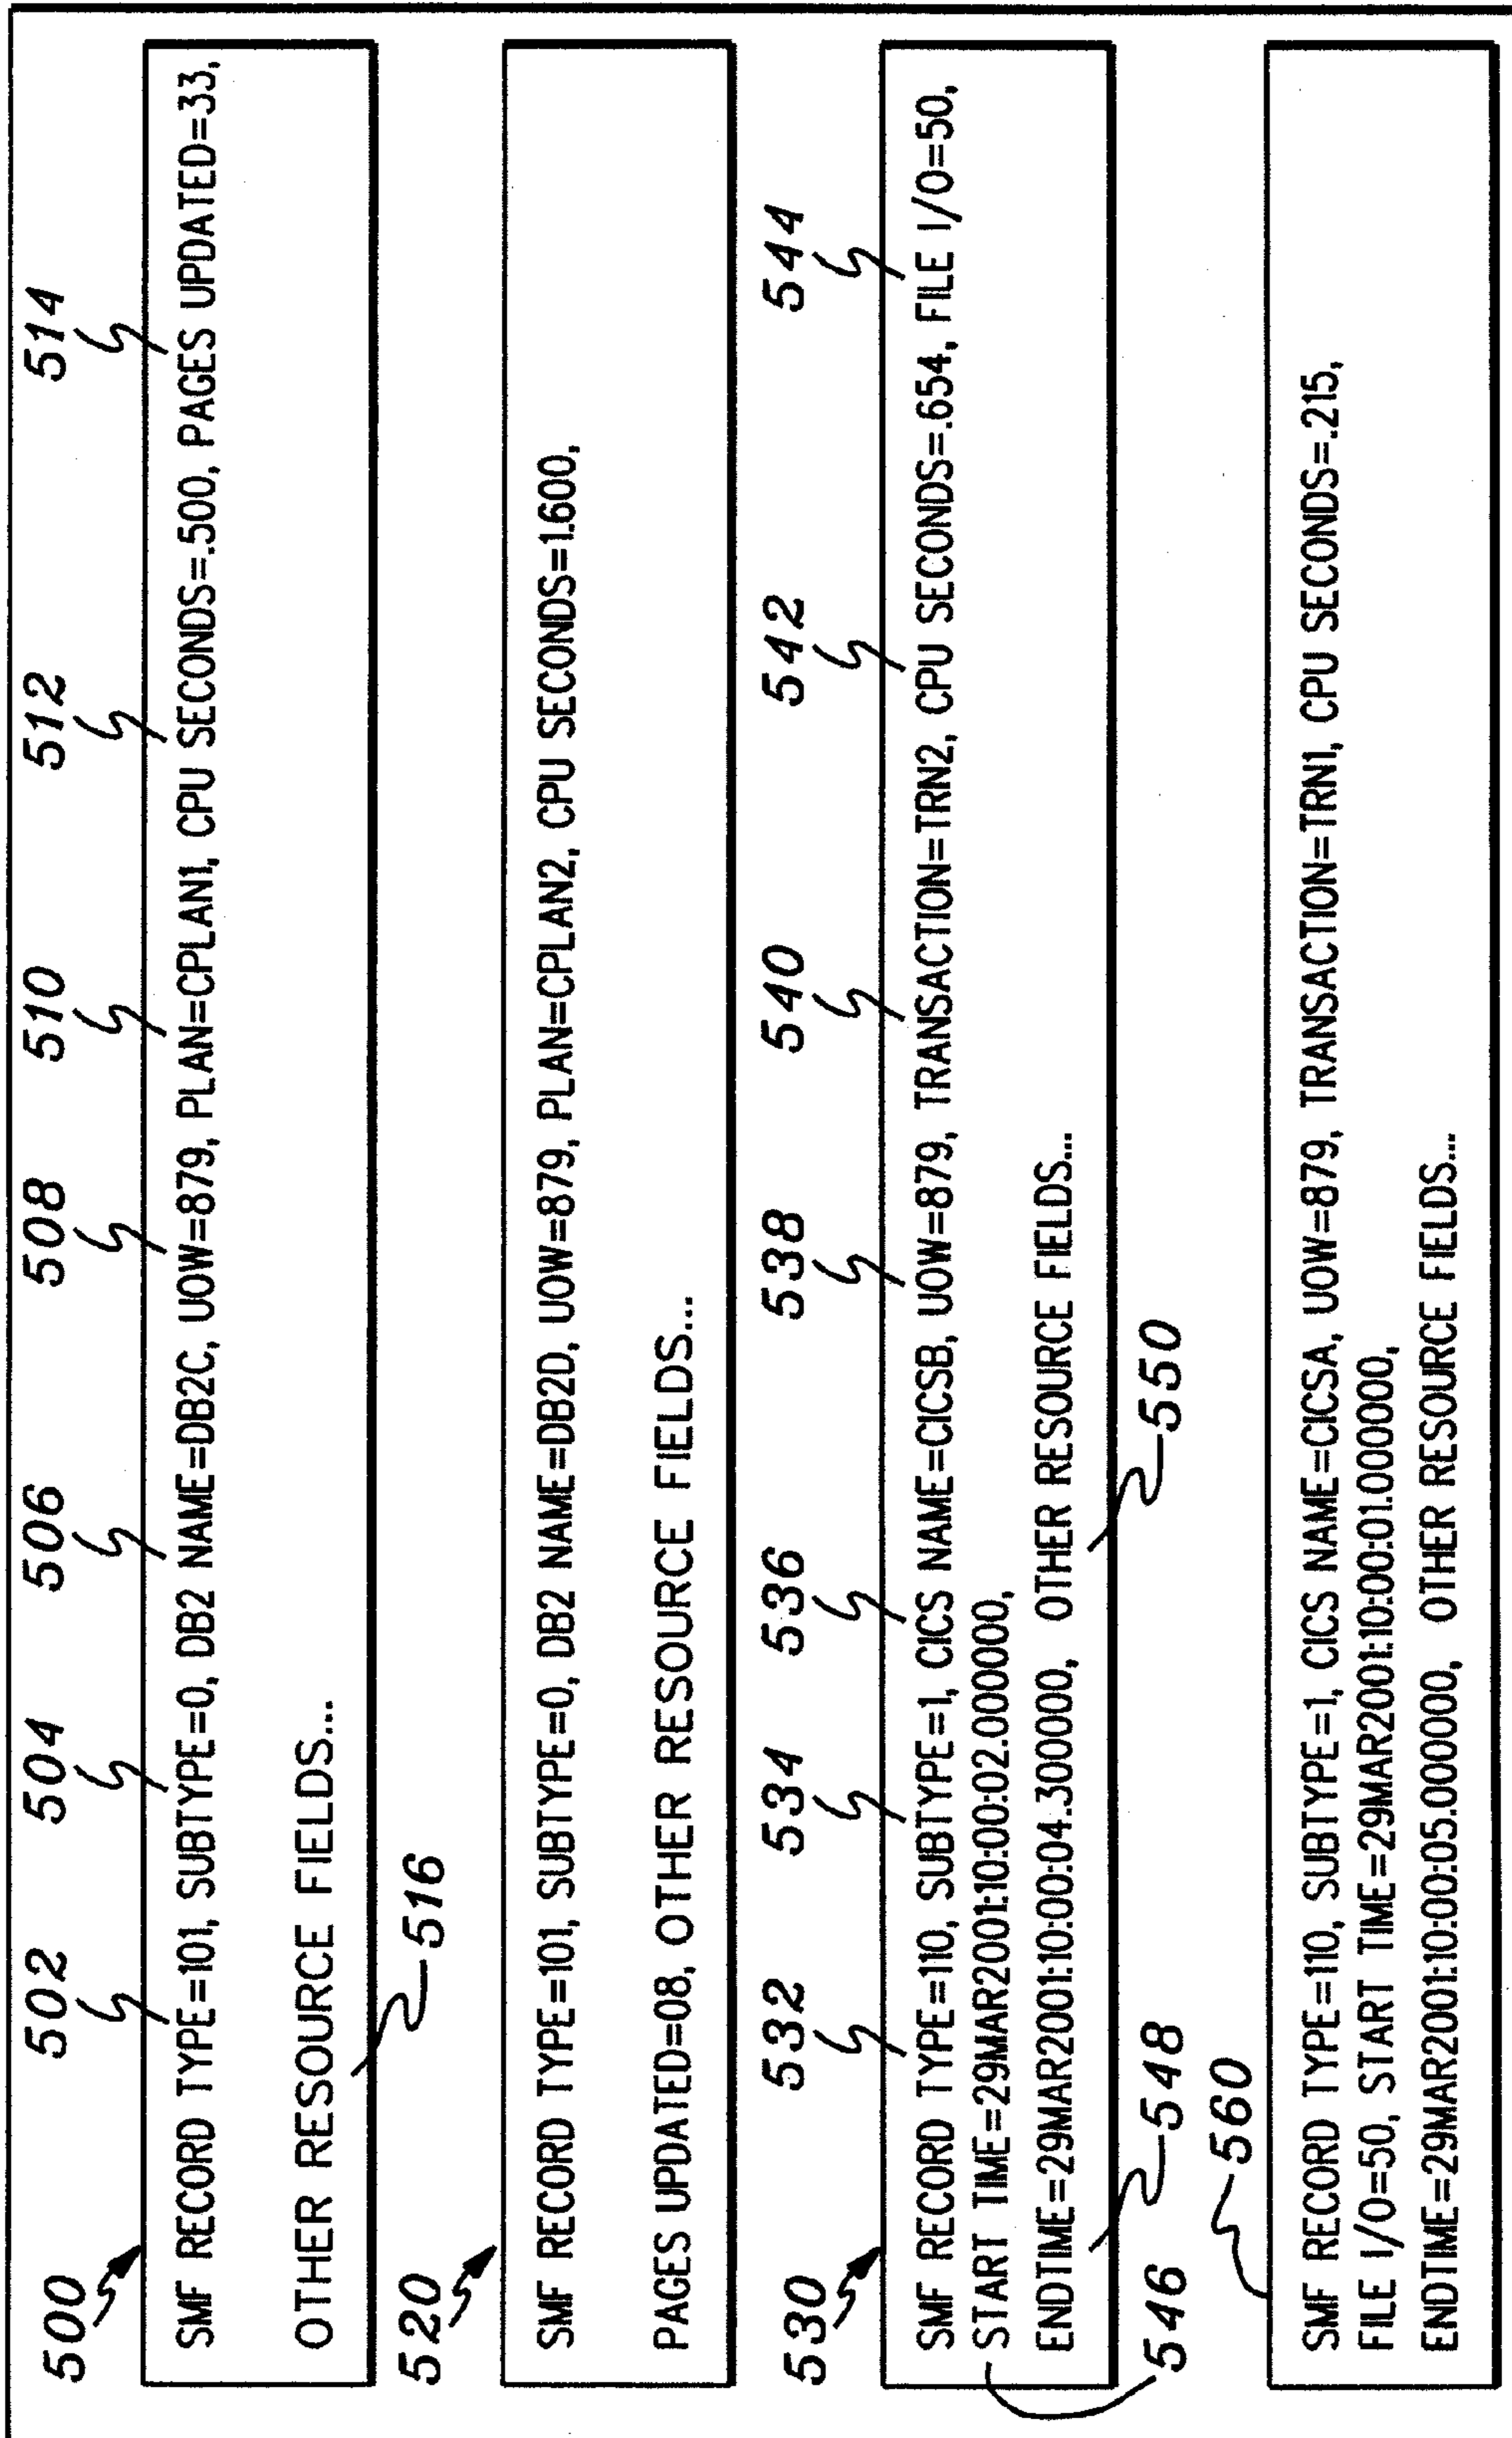 500 502 504 506 508 510 512 514
SMF RECORD TYPE=101, SUBTYPE=0, DB2 NAME=DB2C, UOW=879, PLAN=CPLAN1, CPU SECONDS=.500, PAGES UPDATED=33,
OTHER RESOURCE FIELDS...
516
520
SMF RECORD TYPE=101, SUBTYPE=0, DB2 NAME=DB2D, UOW=879, PLAN=CPLAN2, CPU SECONDS=1.600,
PAGES UPDATED=08, OTHER RESOURCE FIELDS...
530 532 534 536 538 540 542 544
SMF RECORD TYPE=110, SUBTYPE=1, CICS NAME=CICSB, UOW=879, TRANSACTION=TRN2, CPU SECONDS=.654, FILE I/O=50,
START TIME=29MAR2001:10:00:02.000000,
ENDTIME=29MAR2001:10:00:04.300000, OTHER RESOURCE FIELDS...
546 548 550
560
SMF RECORD TYPE=110, SUBTYPE=1, CICS NAME=CICSA, UOW=879, TRANSACTION=TRN1, CPU SECONDS=.215,
FILE I/O=50, START TIME=29MAR2001:10:00:01.000000,
ENDTIME=29MAR2001:10:00:05.000000, OTHER RESOURCE FIELDS...